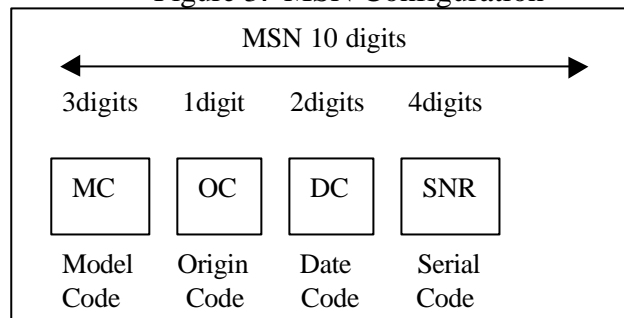 Figure 3.  MSN Configuration
MSN 10 digits
3digits 1digit 2digits 4digits
MC OC DC SNR
Model Origin Date Serial
Code Code Code Code